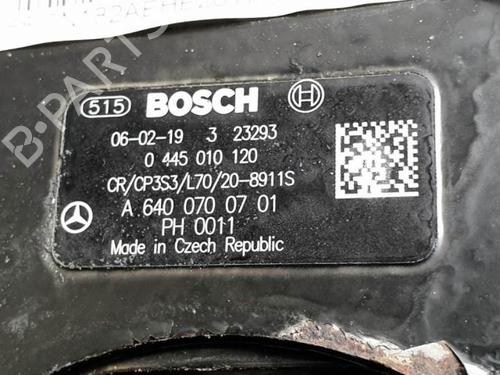 515 BOSCH
06-02-19 3 23293
0 445 010 120
CR/CP3S3/L70/20-8911S
A 640 070 07 01
PH 0011
Made in Czech Republic
B-PARTS